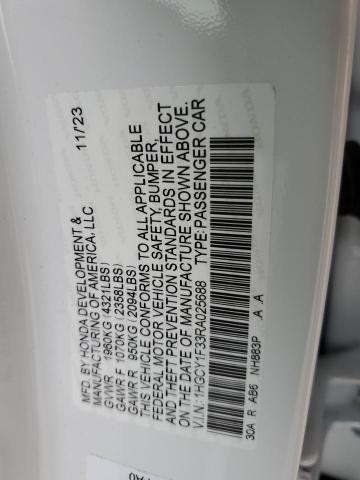 MFD. BY HONDA DEVELOPMENT & 11/23
MANUFACTURING OF AMERICA, LLC
GVWR 1960KG (4321LBS)
GAWR F 1070KG (2358LBS)
GAWR R 950KG (2094LBS)
THIS VEHICLE CONFORMS TO ALL APPLICABLE
FEDERAL MOTOR VEHICLE SAFETY, BUMPER,
AND THEFT PREVENTION STANDARDS IN EFFECT
ON THE DATE OF MANUFACTURE SHOWN ABOVE.
V.I.N.: 1HGCY1F33RA025688 TYPE: PASSENGER CAR
30A R AB6 NH883P A A